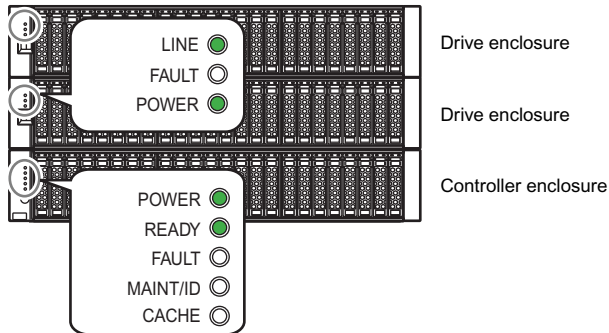 LINE
FAULT
POWER
Drive enclosure
Drive enclosure
Controller enclosure
POWER
READY
FAULT
MAINT/ID
CACHE